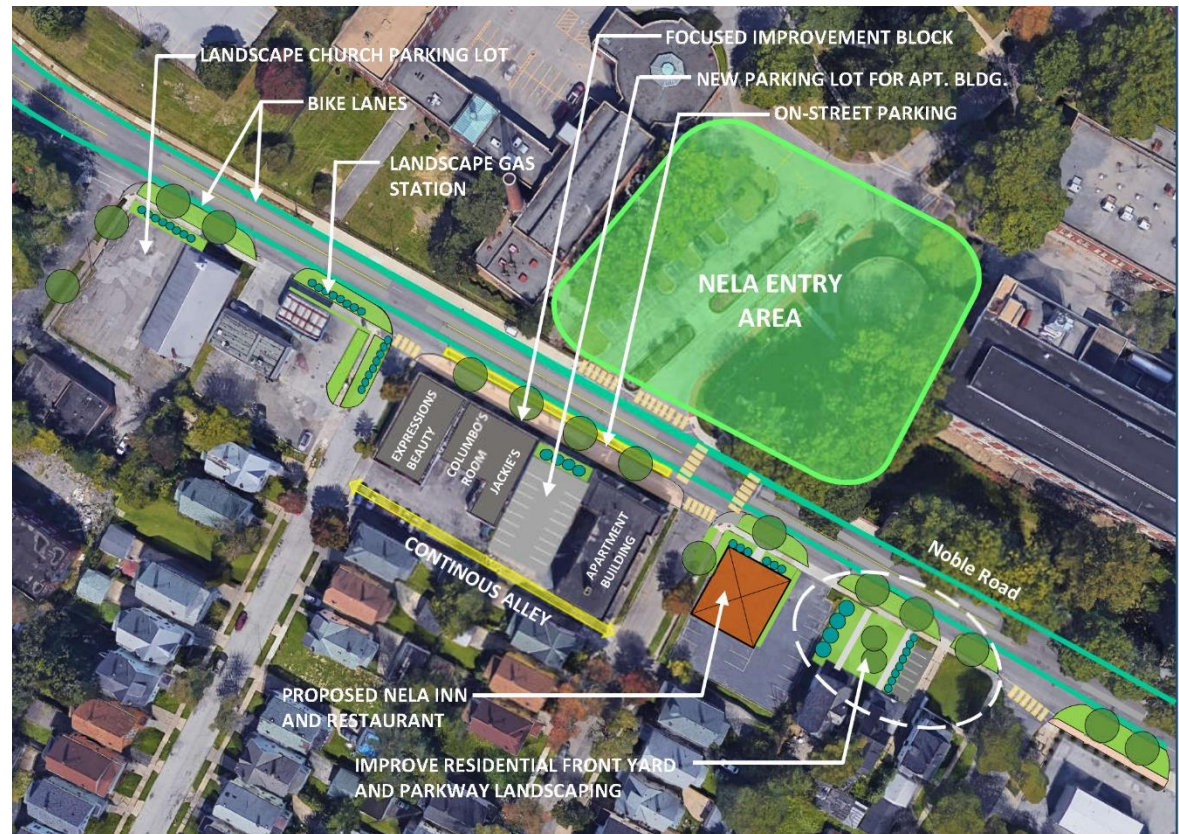 FOCUSED IMPROVEMENT BLOCK
LANDSCAPE CHURCH PARKING LOT
NEW PARKING LOT FOR APT. BLDG.
BIKE LANES
ON-STREET PARKING
LANDSCAPE GAS
STATION
NELA ENTRY
AREA
EXPRESSIONS
BEAUTY
COLUMBO'S
ROOM
JACKIE'S
APARTMENT
BUILDING
CONTINOUS ALLEY
Noble Road
PROPOSED NELA INN
AND RESTAURANT
IMPROVE RESIDENTIAL FRONT YARD
AND PARKWAY LANDSCAPING